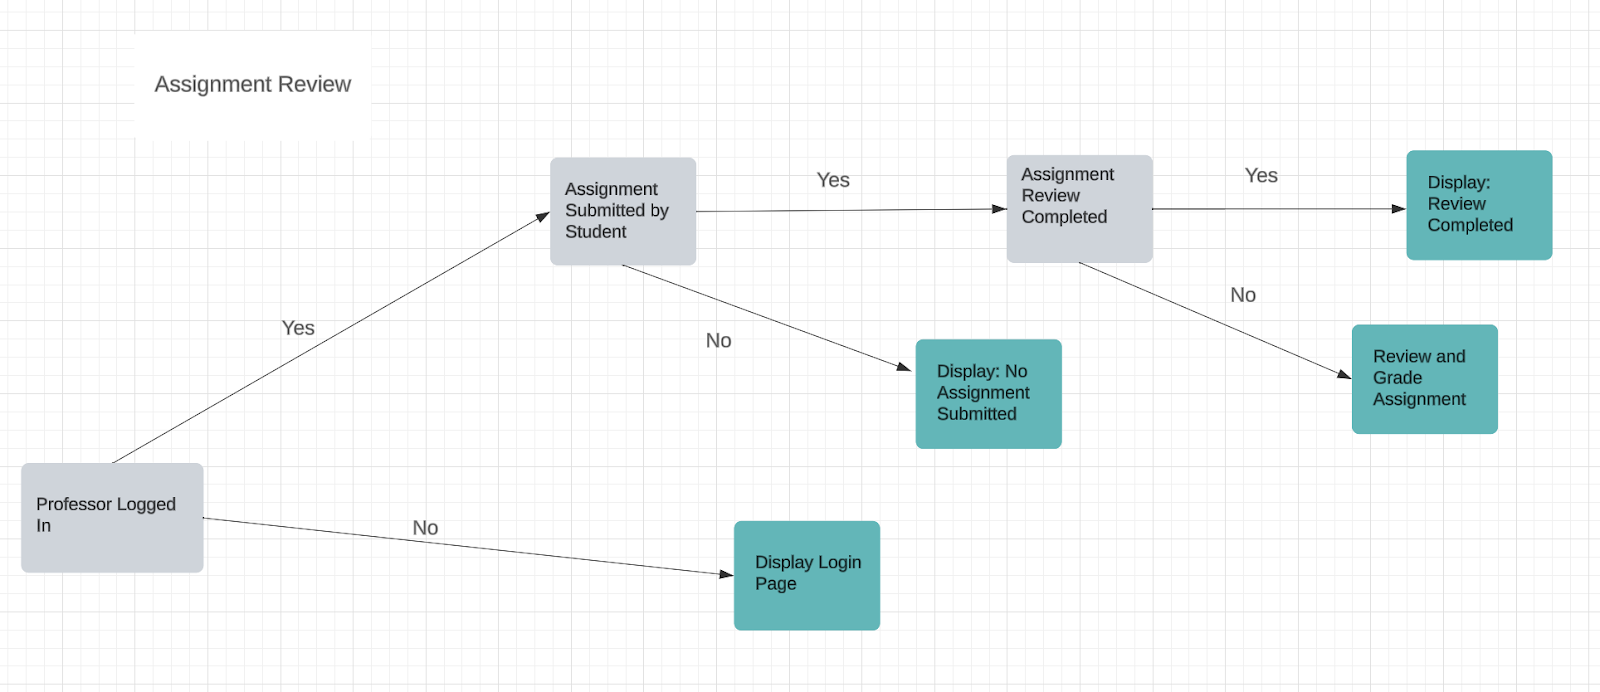 Assignment Review
Assignment
Submitted by
Student
Yes
Assignment
Review
Completed
Yes
Display:
Review
Completed
No
Review and
Grade
Assignment
Yes
No
Display: No
Assignment
Submitted
Professor Logged
In
No
Display Login
Page